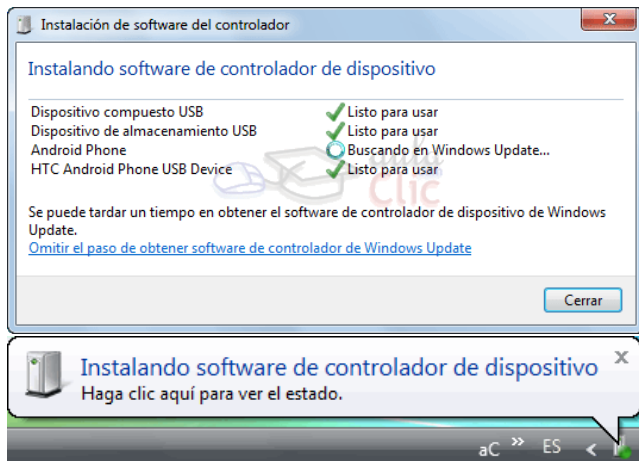 Instalación de software del controlador
Instalando software de controlador de dispositivo
Dispositivo compuesto USB Listo para usar
Dispositivo de almacenamiento USB Listo para usar
Android Phone Buscando en Windows Update...
HTC Android Phone USB Device Listo para usar
aula
Clic
Se puede tardar un tiempo en obtener el software de controlador de dispositivo de Windows
Update.
Omitir el paso de obtener software de controlador de Windows Update
Cerrar
Instalando software de controlador de dispositivo
Haga clic aquí para ver el estado.
aC » ES <